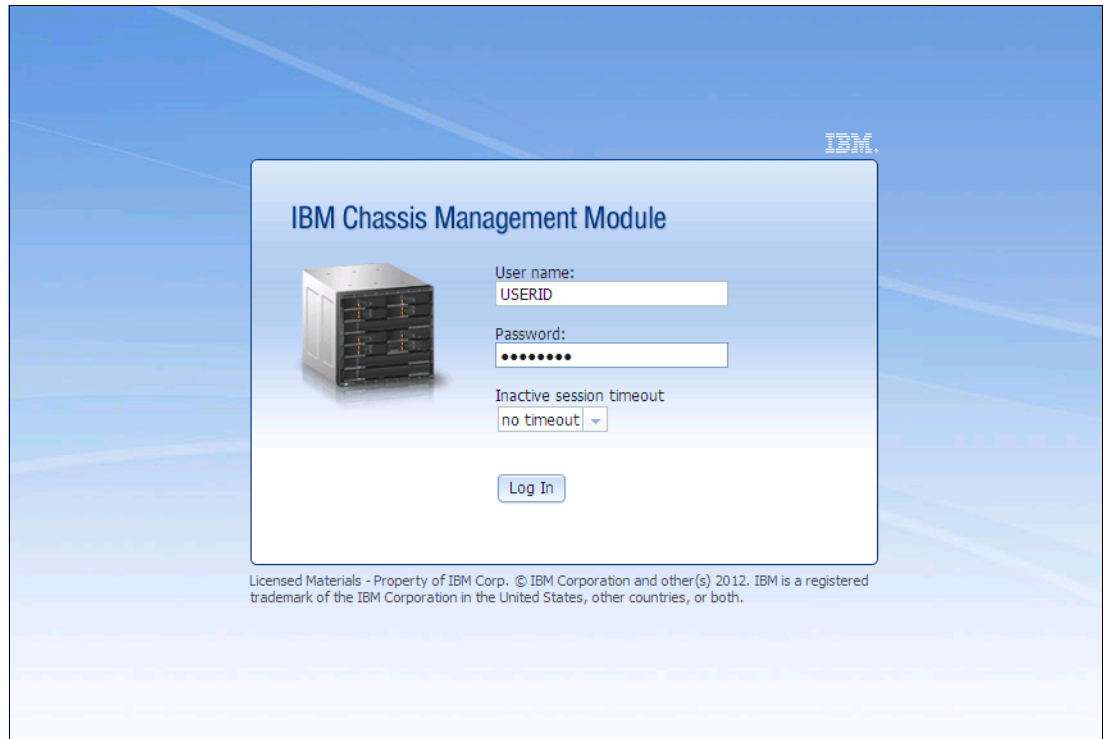 IBM.
IBM Chassis Management Module
User name:
USERID
Password:
••••••••
Inactive session timeout
no timeout
Log In
Licensed Materials - Property of IBM Corp. © IBM Corporation and other(s) 2012. IBM is a registered
trademark of the IBM Corporation in the United States, other countries, or both.